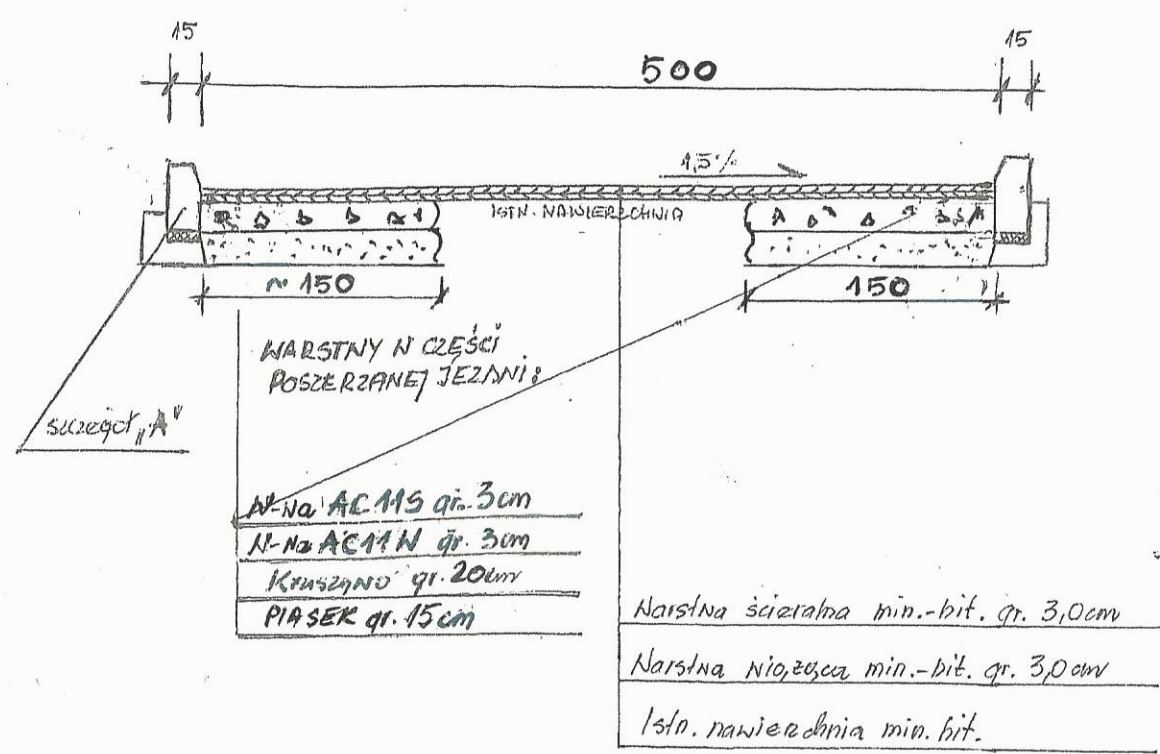 15
500
15
1,5%
ISTN. NAWIERZCHNIA
~ 150
150
WARSTWY W CZĘŚCI
POSZERZANEJ JEZDNI:
szczegół „A"
W-wa AC 11S gr. 3cm
W-wa AC11W gr. 3cm
Kruszywo gr. 20cm
PIASEK gr. 15cm
Warstwa ścieralna min.-bit. gr. 3,0cm
Warstwa wiążąca min.-bit. gr. 3,0cm
Istn. nawierzchnia min. bit.